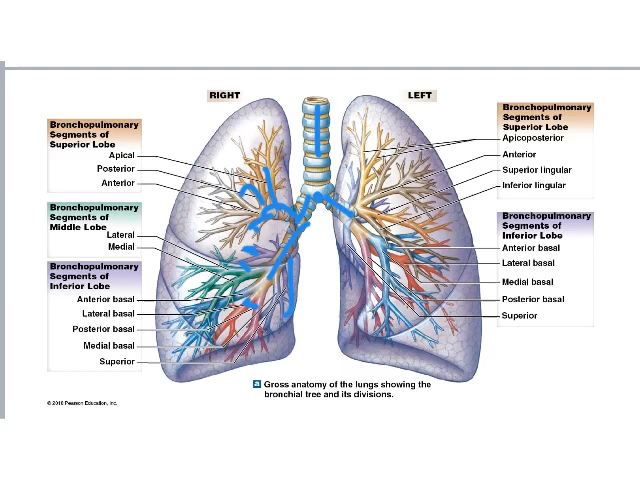 RIGHT
LEFT
Bronchopulmonary
Segments of
Superior Lobe
Apical
Posterior
Anterior
Bronchopulmonary
Segments of
Middle Lobe
Lateral
Medial
Bronchopulmonary
Segments of
Inferior Lobe
Anterior basal
Lateral basal
Posterior basal
Medial basal
Superior
Bronchopulmonary
Segments of
Superior Lobe
Apicoposterior
Anterior
Superior lingular
Inferior lingular
Bronchopulmonary
Segments of
Inferior Lobe
Anterior basal
Lateral basal
Medial basal
Posterior basal
Superior
a Gross anatomy of the lungs showing the
bronchial tree and its divisions.
© 2018 Pearson Education, Inc.